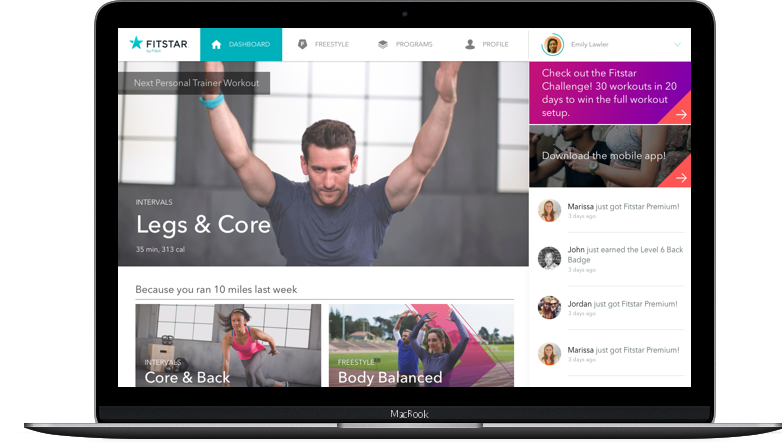 FITSTAR
by fitbit
DASHBOARD
FREESTYLE
PROGRAMS
PROFILE
Emily Lawler
Next Personal Trainer Workout
INTERVALS
Legs & Core
35 min, 313 cal
Check out the Fitstar
Challenge! 30 workouts in 20
days to win the full workout
setup.
Download the mobile app!
Marissa just got Fitstar Premium!
3 days ago
John just earned the Level 6 Back
Badge
3 days ago
Jordan just got Fitstar Premium!
3 days ago
Marissa just got Fitstar Premium!
3 days ago
Because you ran 10 miles last week
INTERVALS
Core & Back
FREESTYLE
Body Balanced
MacBook